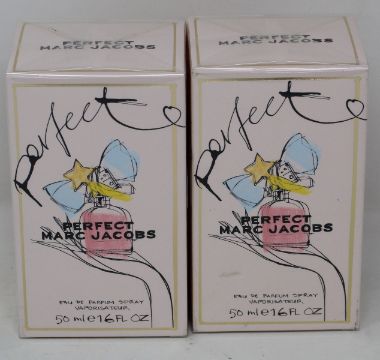 PERFECT
MARC JACOBS
perfect
PERFECT
MARC JACOBS
EAU DE PARFUM SPRAY
VAPORISATEUR
50 ml e 1.6 FL OZ
PERFECT
MARC JACOBS
perfect
PERFECT
MARC JACOBS
EAU DE PARFUM SPRAY
VAPORISATEUR
50 ml e 1.6 FL OZ